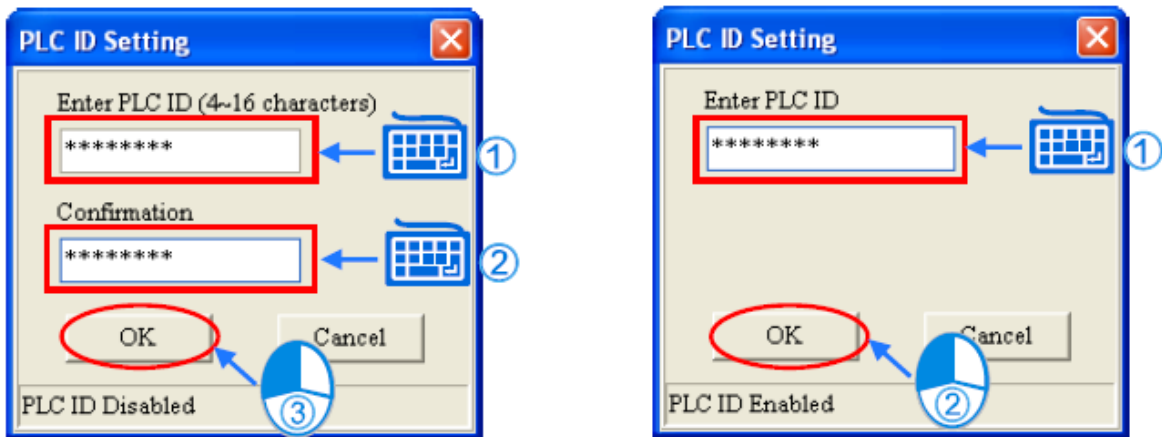 PLC ID Setting
Enter PLC ID (4~16 characters)
********
①
Confirmation
********
②
OK
Cancel
③
PLC ID Disabled
PLC ID Setting
Enter PLC ID
********
①
OK
Cancel
②
PLC ID Enabled